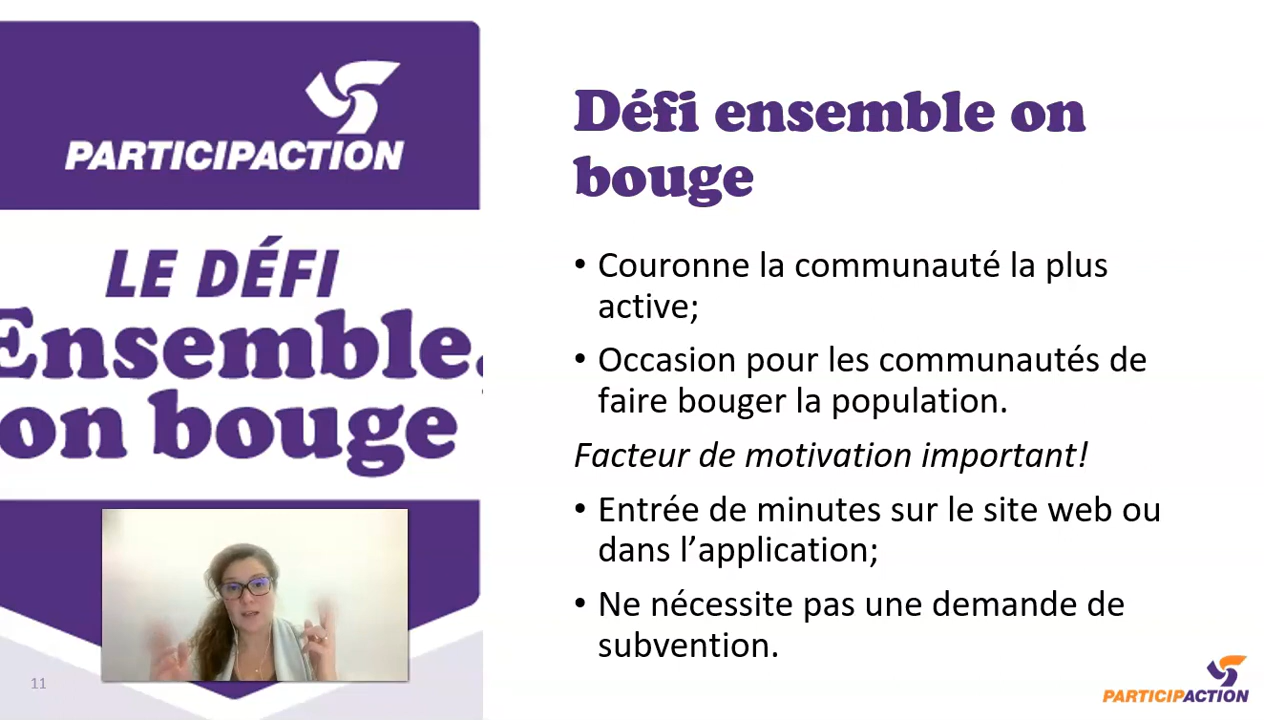 PARTICIPACTION
LE DÉFI
Ensemble,
on bouge
11
Défi ensemble on
bouge
• Couronne la communauté la plus
active;
• Occasion pour les communautés de
faire bouger la population.
Facteur de motivation important!
• Entrée de minutes sur le site web ou
dans l’application;
• Ne nécessite pas une demande de
subvention.
PARTICIPACTION